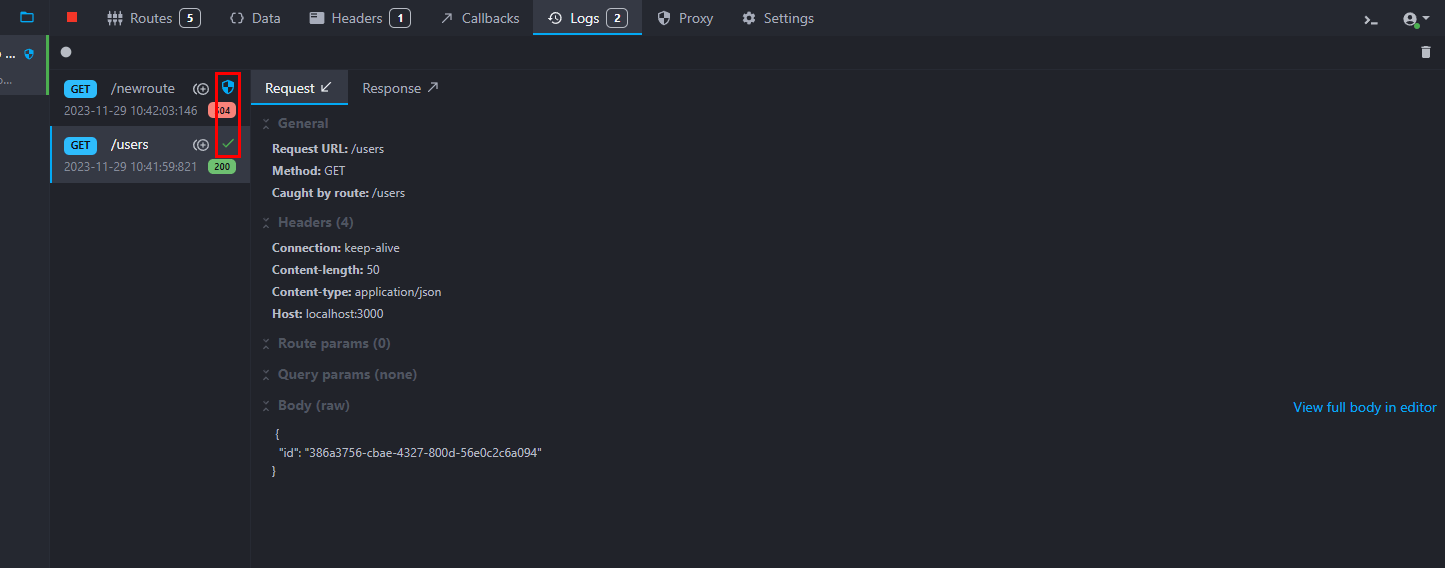 Routes 5 Data Headers 1 Callbacks Logs 2 Proxy Settings
...
GET /newroute
2023-11-29 10:42:03:146 504
GET /users
2023-11-29 10:41:59:821 200
Request Response
General
Request URL: /users
Method: GET
Caught by route: /users
Headers (4)
Connection: keep-alive
Content-length: 50
Content-type: application/json
Host: localhost:3000
Route params (0)
Query params (none)
Body (raw) View full body in editor
{
"id": "386a3756-cbae-4327-800d-56e0c2c6a094"
}